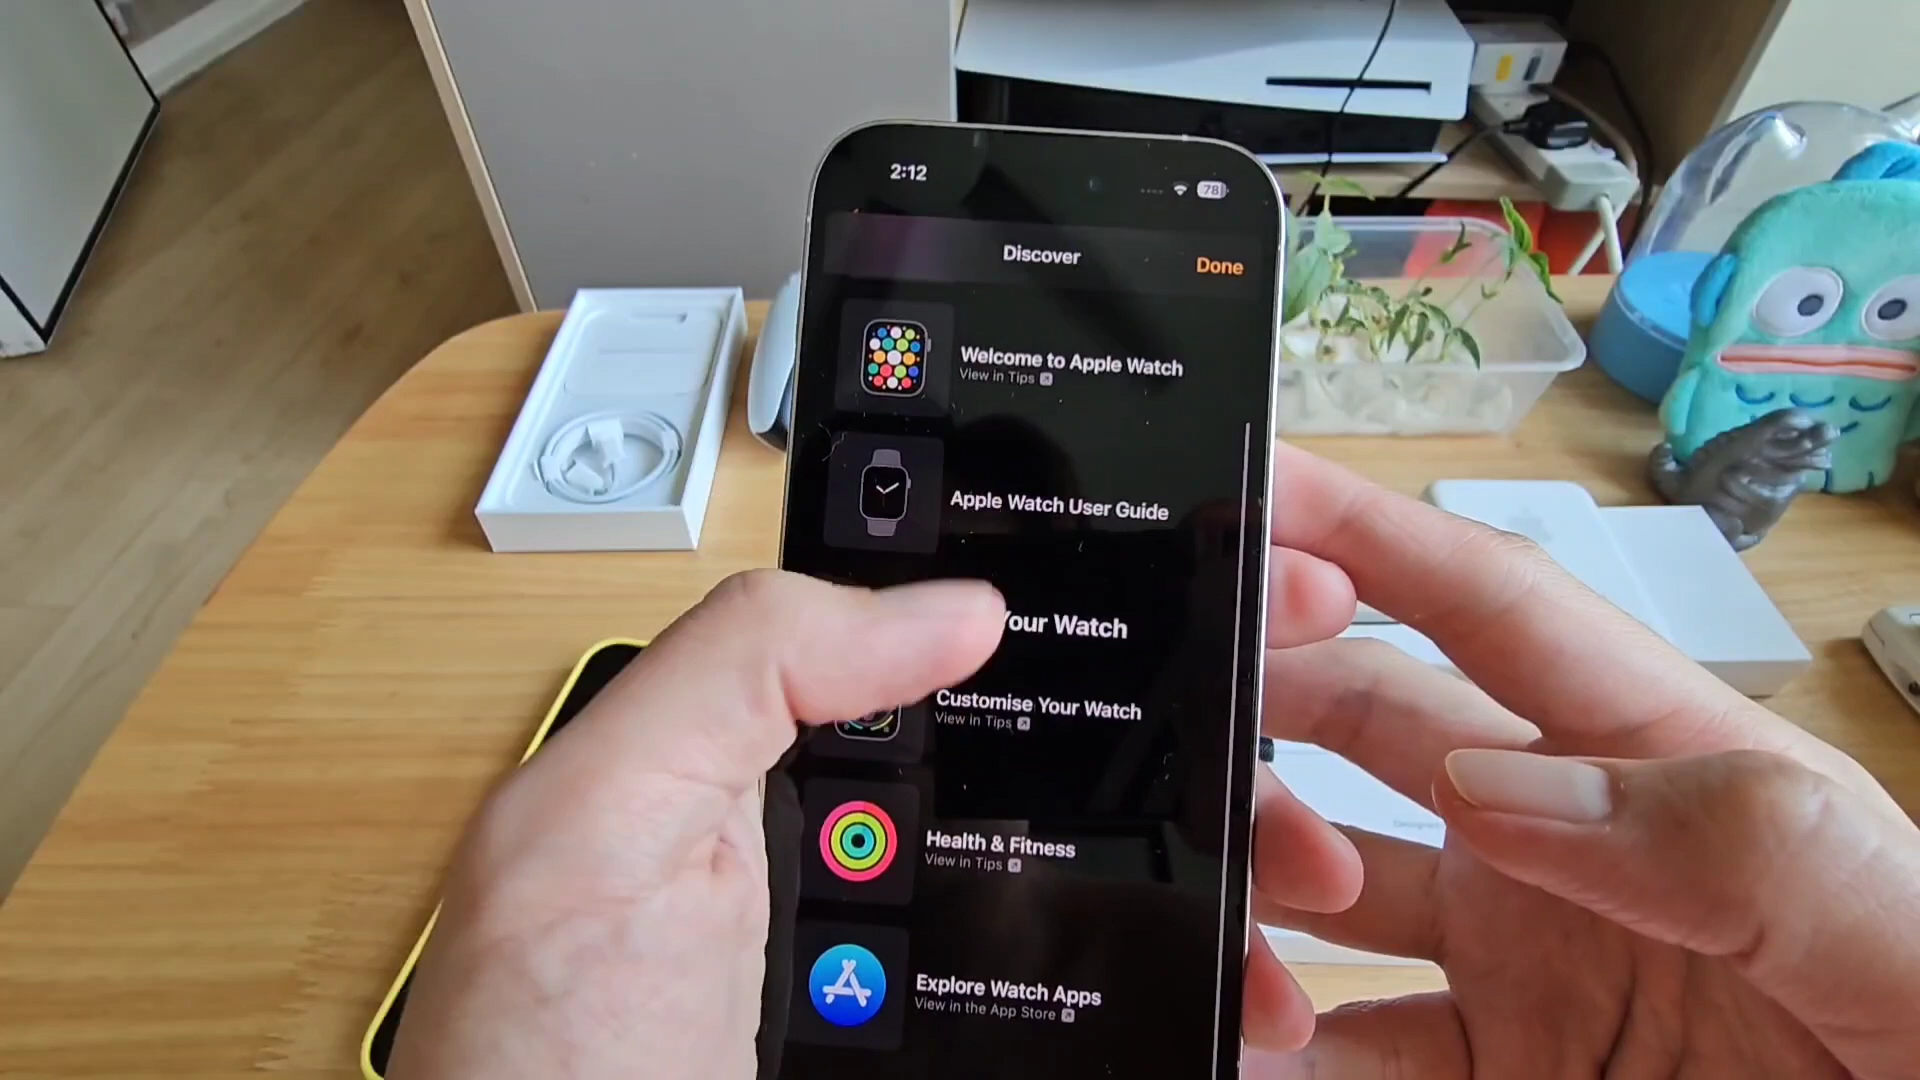 2:12
78
Discover
Done
Welcome to Apple Watch
View in Tips
Apple Watch User Guide
Your Watch
Customise Your Watch
View in Tips
Health & Fitness
View in Tips
Explore Watch Apps
View in the App Store